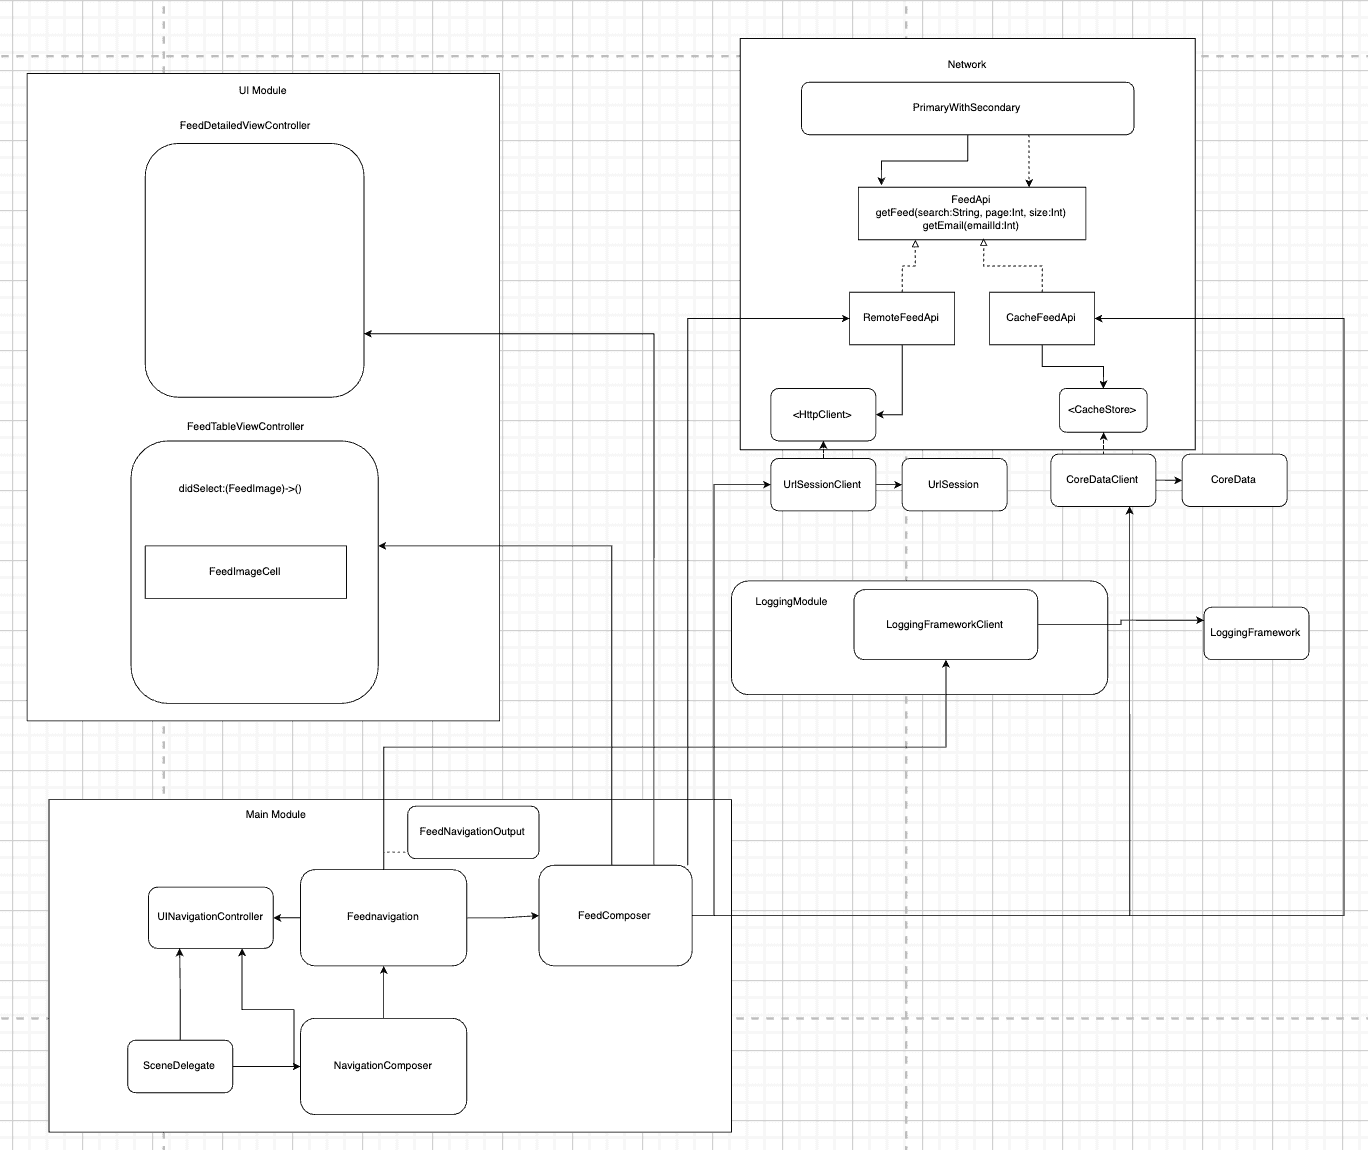 UI Module
FeedDetailedViewController
FeedTableViewController
didSelect:(FeedImage)->()
FeedImageCell
Network
PrimaryWithSecondary
FeedApi
getFeed(search:String, page:Int, size:Int)
getEmail(emailId:Int)
RemoteFeedApi
CacheFeedApi
<HttpClient>
<CacheStore>
UrlSessionClient
UrlSession
CoreDataClient
CoreData
LoggingModule
LoggingFrameworkClient
LoggingFramework
Main Module
FeedNavigationOutput
UINavigationController
Feednavigation
FeedComposer
SceneDelegate
NavigationComposer